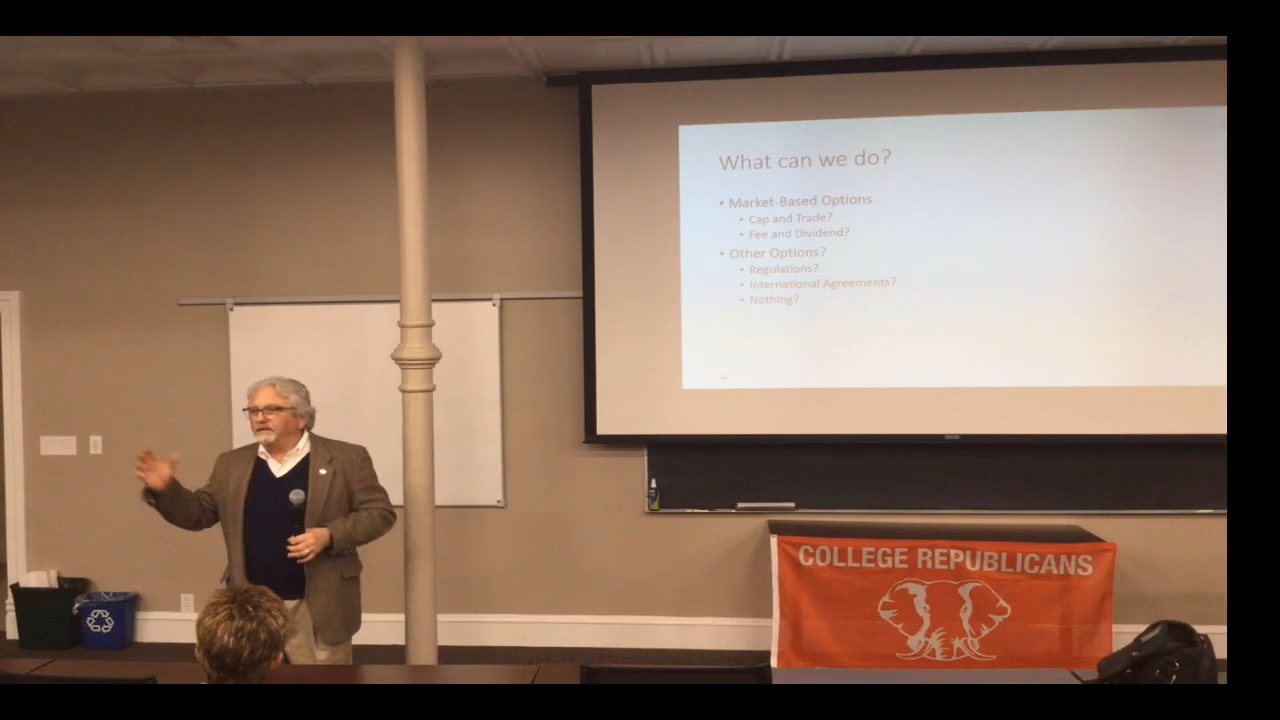 What can we do?
• Market-Based Options
• Cap and Trade?
• Fee and Dividend?
• Other Options?
• Regulations?
• International Agreements?
• Nothing?
COLLEGE REPUBLICANS